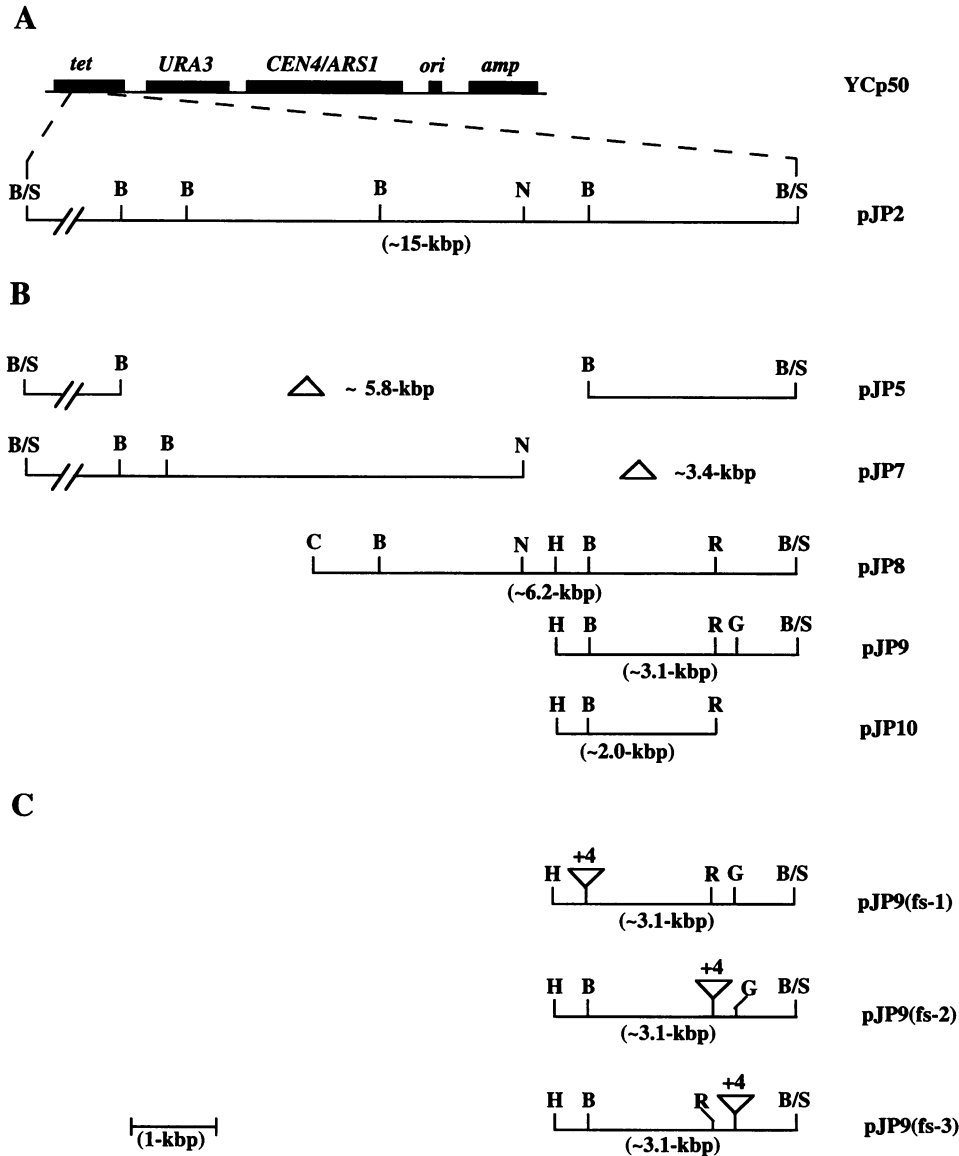 A
tet URA3 CEN4/ARS1 ori amp
YCp50
B/S B B B N B B/S
pJP2
(~15-kbp)
B
B/S B B B/S
~ 5.8-kbp
pJP5
B/S B B N
~3.4-kbp
pJP7
C B N H B R B/S
pJP8
(~6.2-kbp)
H B R G B/S
pJP9
(~3.1-kbp)
H B R
pJP10
(~2.0-kbp)
C
+4
H R G B/S
pJP9(fs-1)
(~3.1-kbp)
+4
H B G B/S
pJP9(fs-2)
(~3.1-kbp)
+4
H B R B/S
pJP9(fs-3)
(1-kbp)
(~3.1-kbp)